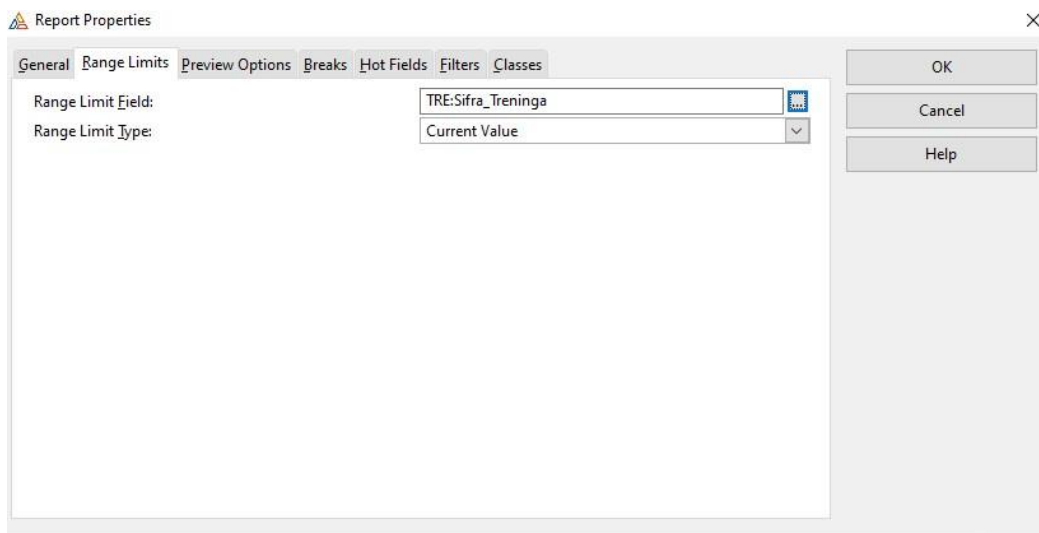 Report Properties
General Range Limits Preview Options Breaks Hot Fields Filters Classes
Range Limit Field: TRE:Sifra_Treninga ...
Range Limit Type: Current Value
OK
Cancel
Help